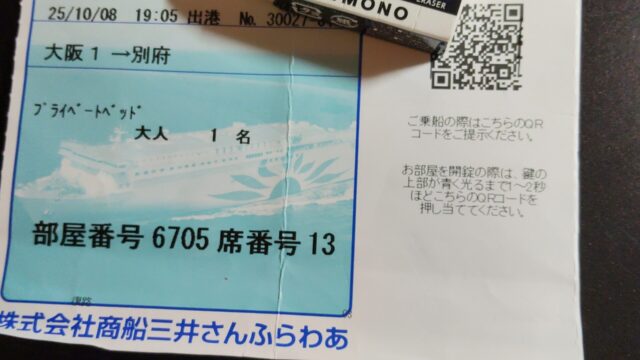 25/10/08 19:05 出港 No. 30027-
大阪1 →別府
プライベートベッド
大人 1 名
部屋番号 6705 席番号 13
復路
株式会社商船三井さんふらわあ
MONO
ERASER
ご乗船の際はこちらのQR
コードをご提示ください。
お部屋を開錠の際は、鍵の
上部が青く光るまで1～2秒
ほどこちらのQRコードを
押し当ててください。